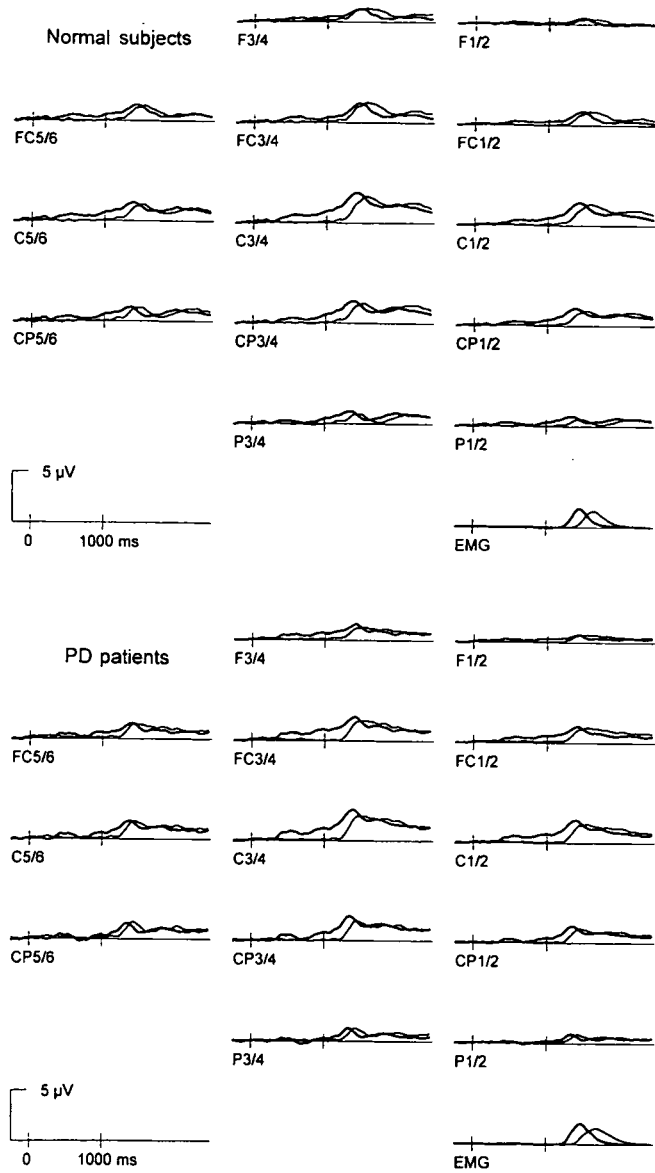 Normal subjects
F3/4
F1/2
FC5/6
FC3/4
FC1/2
C5/6
C3/4
C1/2
CP5/6
CP3/4
CP1/2
P3/4
P1/2
5 µV
0 1000 ms
EMG
PD patients
F3/4
F1/2
FC5/6
FC3/4
FC1/2
C5/6
C3/4
C1/2
CP5/6
CP3/4
CP1/2
P3/4
P1/2
5 µV
0 1000 ms
EMG